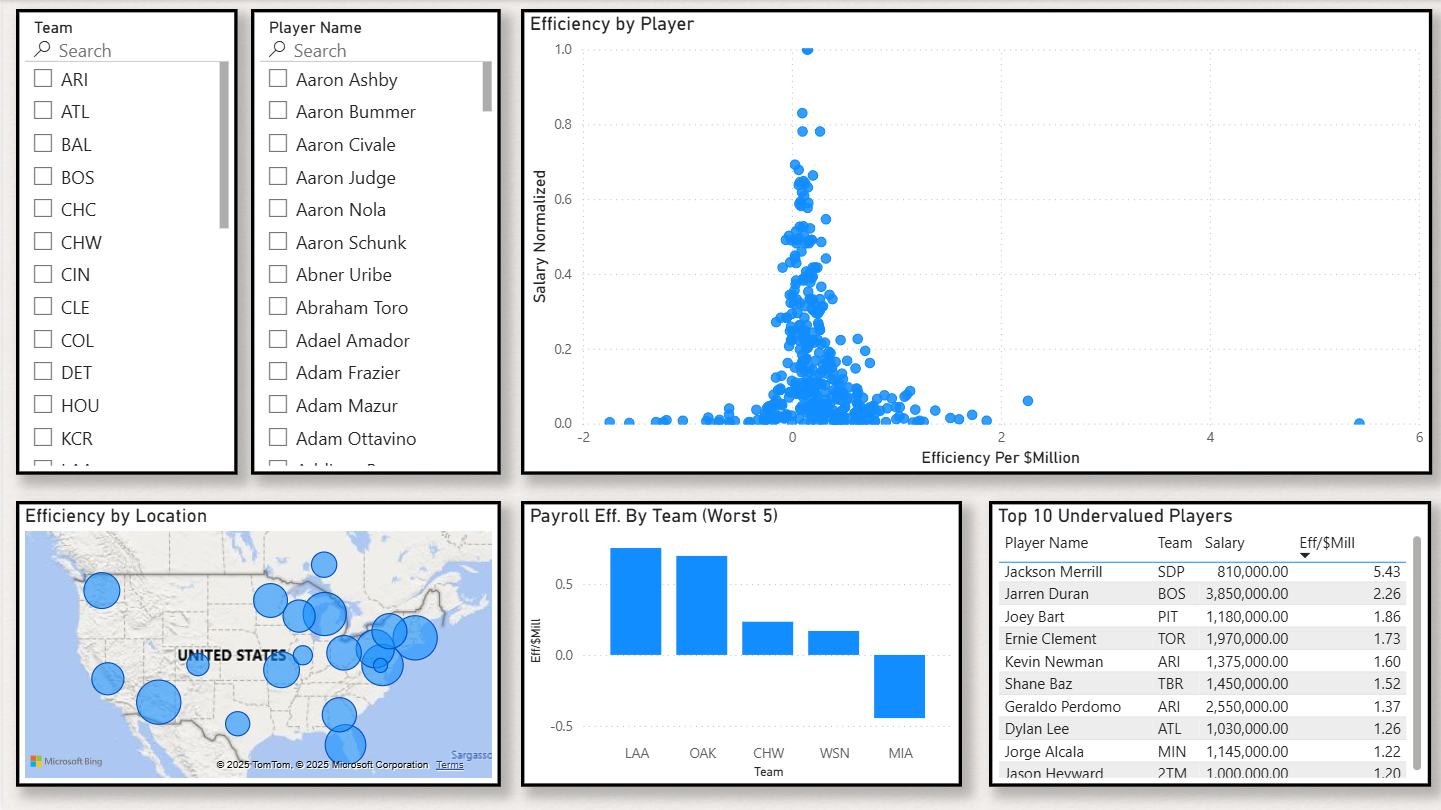 Team
Search
ARI
ATL
BAL
BOS
CHC
CHW
CIN
CLE
COL
DET
HOU
KCR
Player Name
Search
Aaron Ashby
Aaron Bummer
Aaron Civale
Aaron Judge
Aaron Nola
Aaron Schunk
Abner Uribe
Abraham Toro
Adael Amador
Adam Frazier
Adam Mazur
Adam Ottavino
Efficiency by Player
Salary Normalized
1.0
0.8
0.6
0.4
0.2
0.0
-2 0 2 4 6
Efficiency Per $Million
Efficiency by Location
UNITED STATES
Sargasso
Microsoft Bing
© 2025 TomTom, © 2025 Microsoft Corporation Terms
Payroll Eff. By Team (Worst 5)
Eff/$Mill
0.5
0.0
-0.5
LAA OAK CHW WSN MIA
Team
Top 10 Undervalued Players
Player Name Team Salary Eff/$Mill
Jackson Merrill SDP 810,000.00 5.43
Jarren Duran BOS 3,850,000.00 2.26
Joey Bart PIT 1,180,000.00 1.86
Ernie Clement TOR 1,970,000.00 1.73
Kevin Newman ARI 1,375,000.00 1.60
Shane Baz TBR 1,450,000.00 1.52
Geraldo Perdomo ARI 2,550,000.00 1.37
Dylan Lee ATL 1,030,000.00 1.26
Jorge Alcala MIN 1,145,000.00 1.22
Jason Heyward 2TM 1,000,000.00 1.20